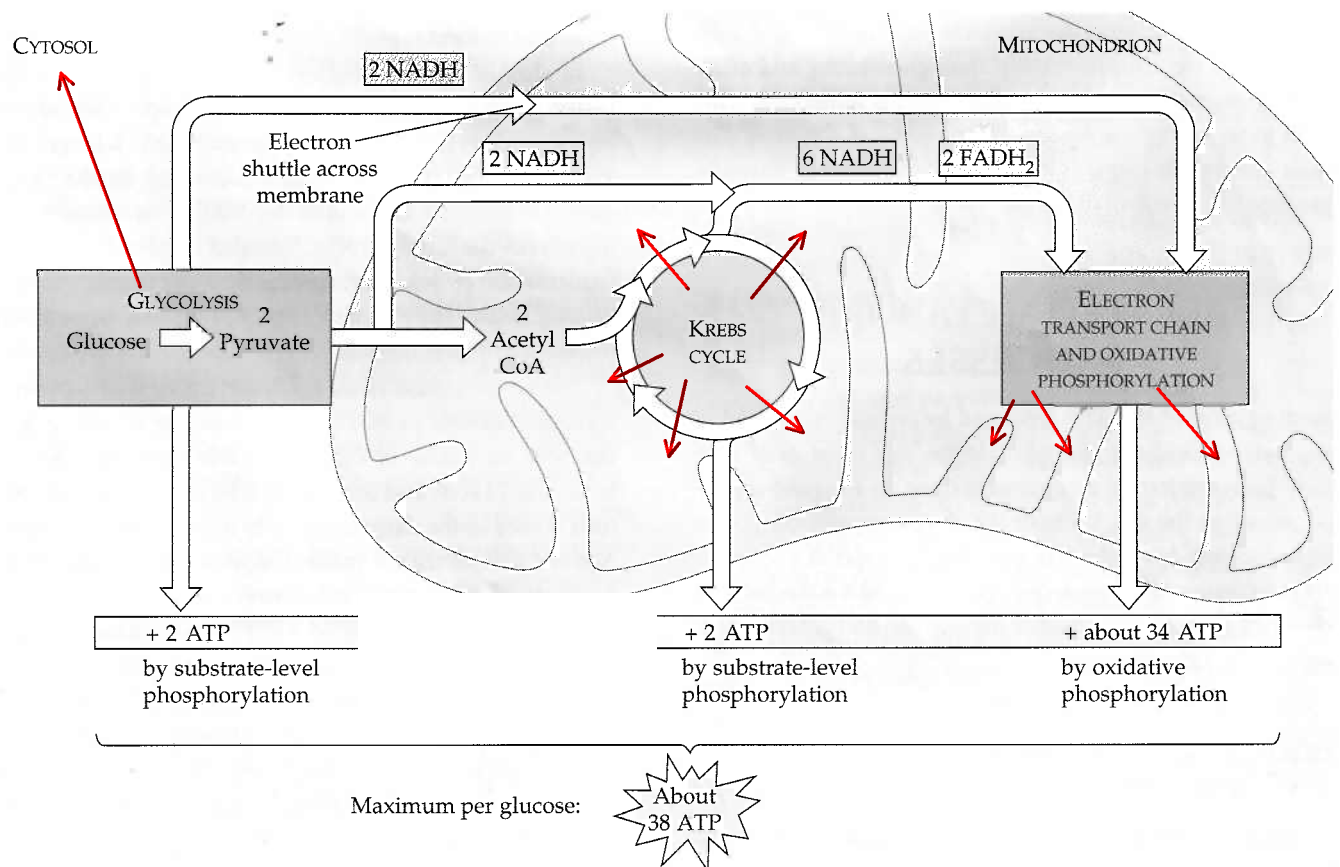 CYTOSOL
MITOCHONDRION
2 NADH
Electron
shuttle across
membrane
2 NADH
6 NADH
2 FADH₂
GLYCOLYSIS
Glucose
2
Pyruvate
2
Acetyl
CoA
KREBS
CYCLE
ELECTRON
TRANSPORT CHAIN
AND OXIDATIVE
PHOSPHORYLATION
+ 2 ATP
by substrate-level
phosphorylation
+ 2 ATP
by substrate-level
phosphorylation
+ about 34 ATP
by oxidative
phosphorylation
Maximum per glucose:
About
38 ATP